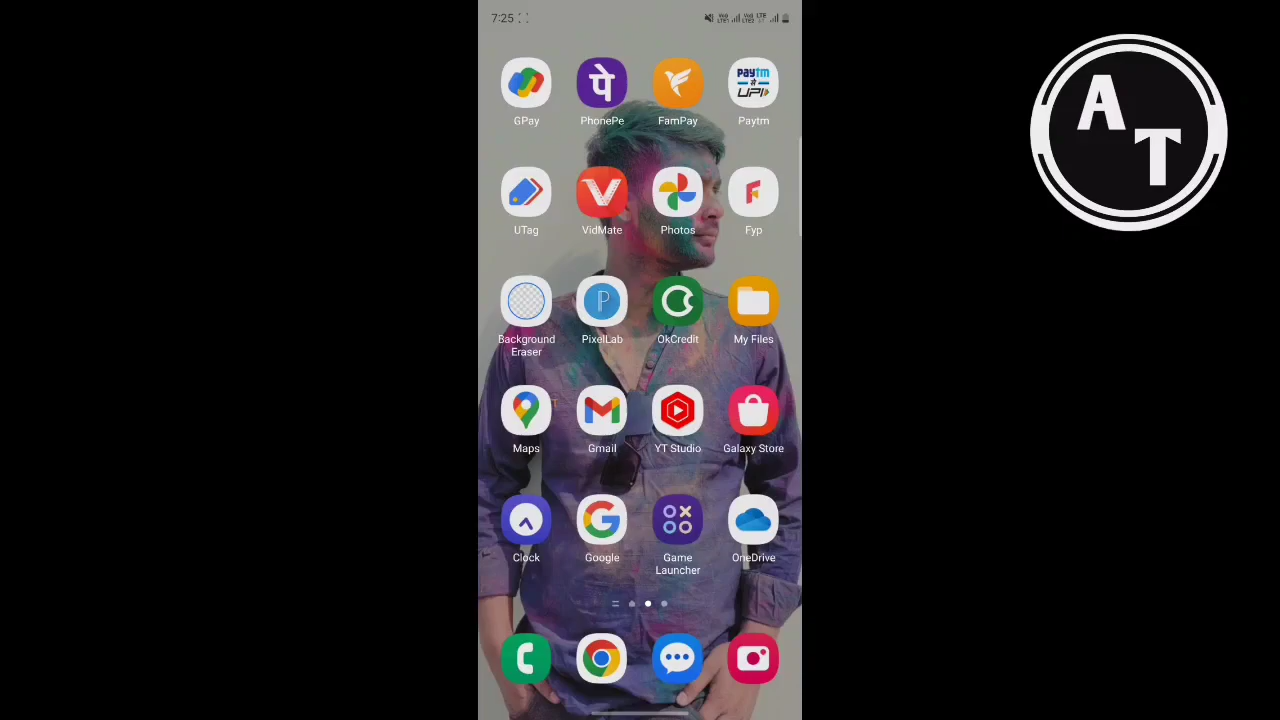 7:25
A
T
GPay
PhonePe
FamPay
Paytm
पे
paytm
से
UPI
UTag
VidMate
Photos
Fyp
Background
Eraser
PixelLab
OkCredit
My Files
P
Maps
Gmail
YT Studio
Galaxy Store
Clock
Google
Game
Launcher
OneDrive